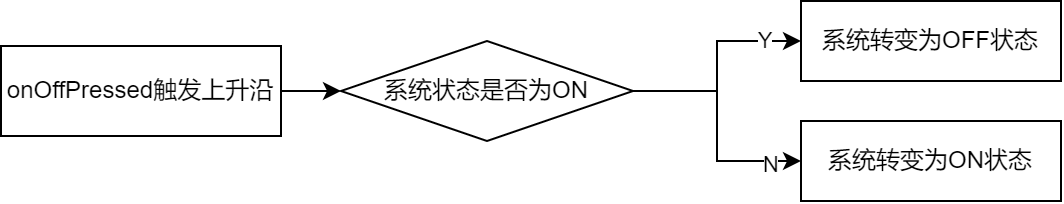 onOffPressed触发上升沿
系统状态是否为ON
Y
系统转变为OFF状态
N
系统转变为ON状态